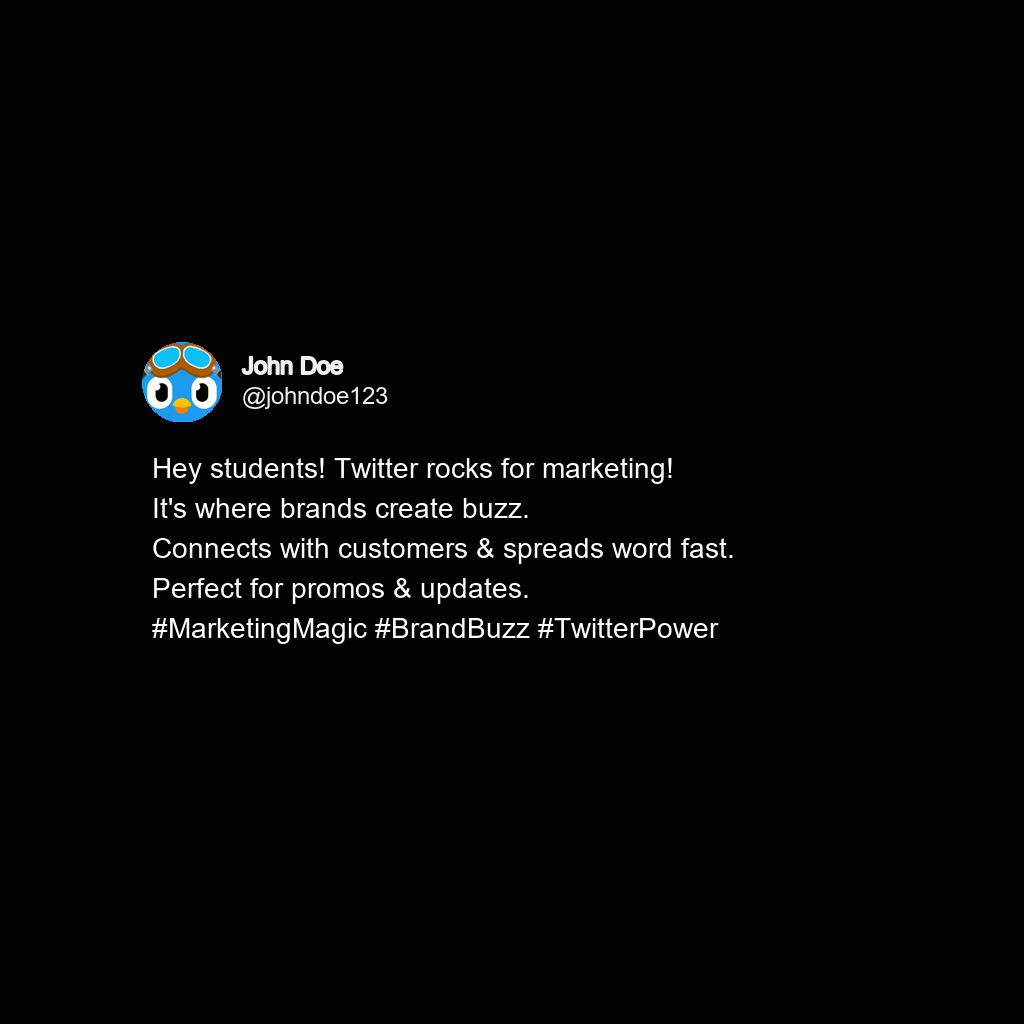 John Doe
@johndoe123
Hey students! Twitter rocks for marketing!
It's where brands create buzz.
Connects with customers & spreads word fast.
Perfect for promos & updates.
#MarketingMagic #BrandBuzz #TwitterPower